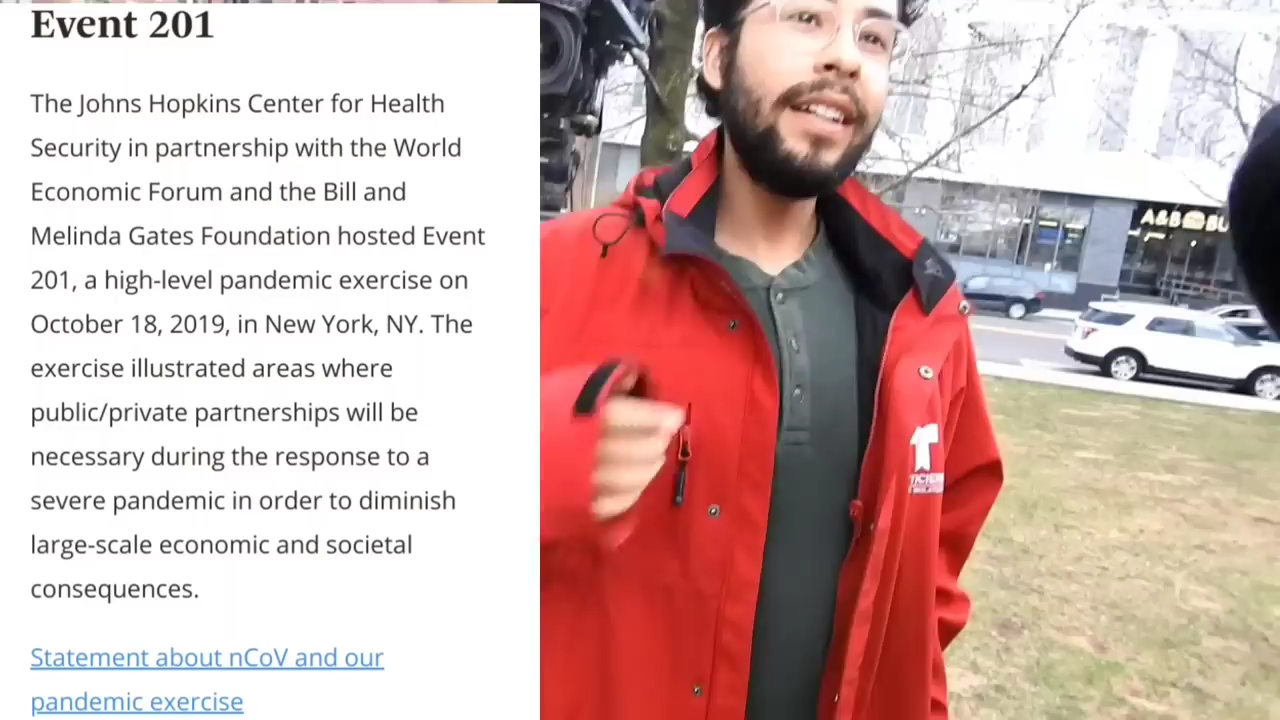 Event 201
The Johns Hopkins Center for Health
Security in partnership with the World
Economic Forum and the Bill and
Melinda Gates Foundation hosted Event
201, a high-level pandemic exercise on
October 18, 2019, in New York, NY. The
exercise illustrated areas where
public/private partnerships will be
necessary during the response to a
severe pandemic in order to diminish
large-scale economic and societal
consequences.
Statement about nCoV and our
pandemic exercise
A&B BU